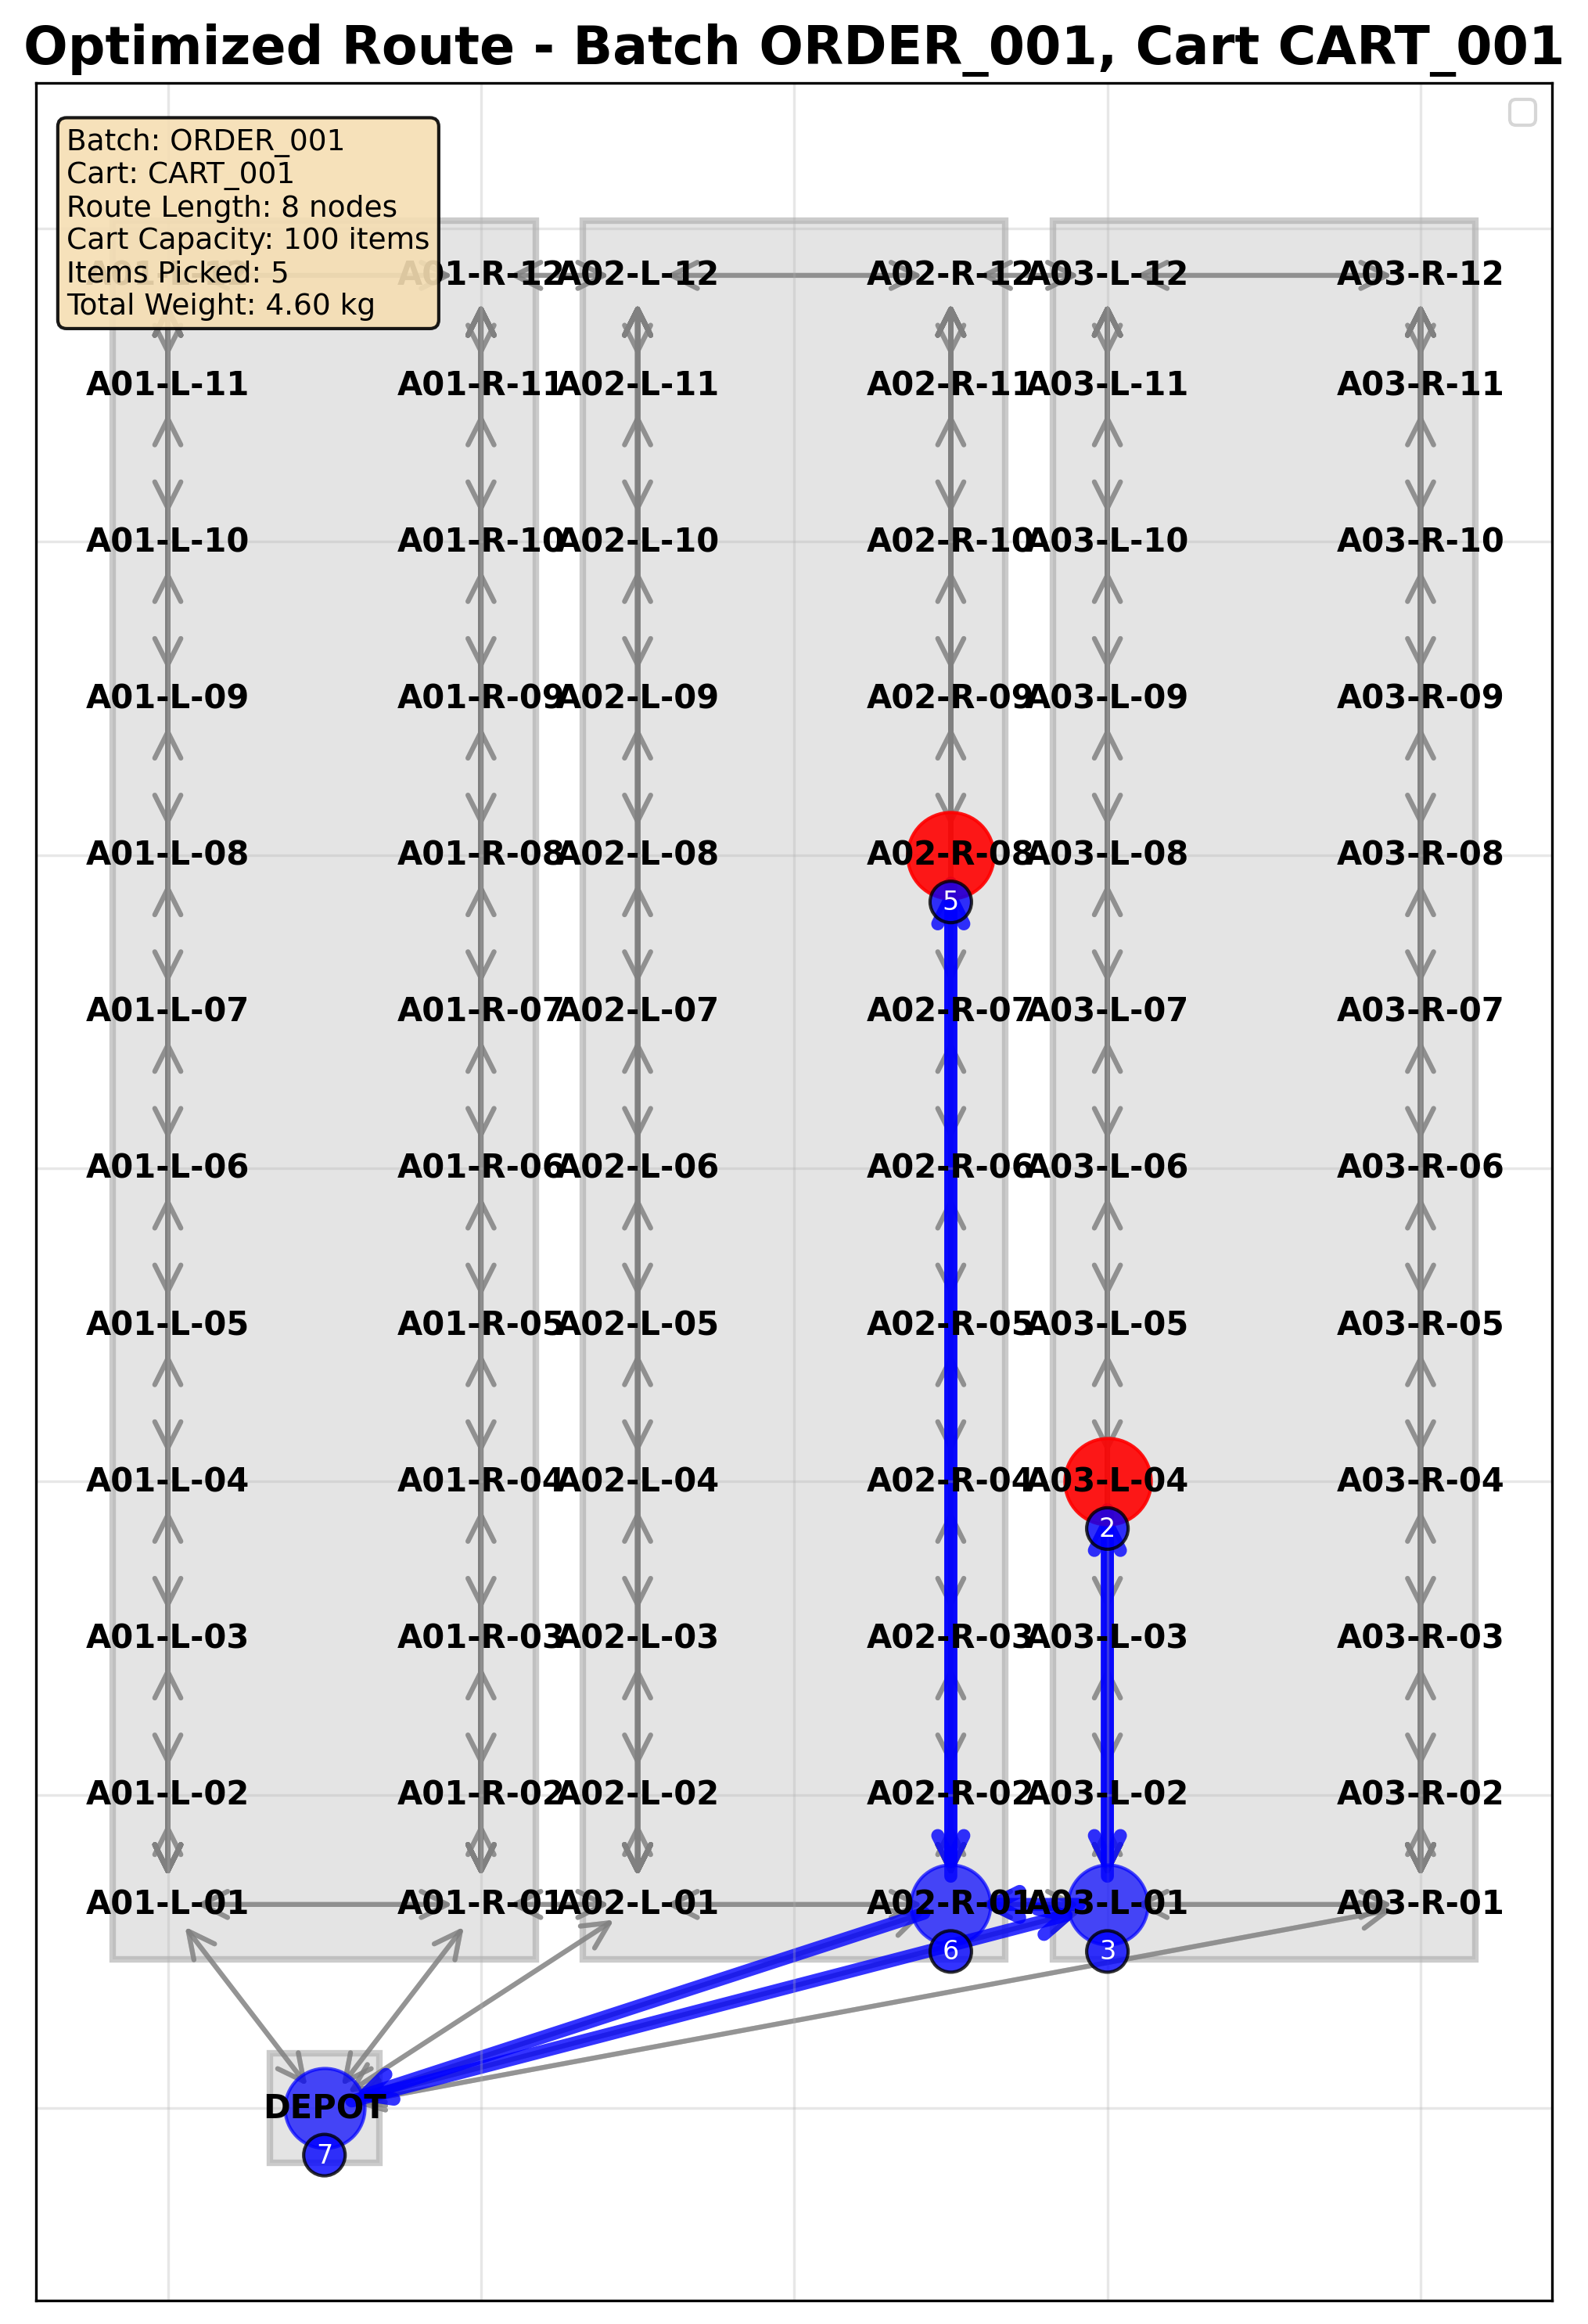 Optimized Route - Batch ORDER_001, Cart CART_001
Batch: ORDER_001
Cart: CART_001
Route Length: 8 nodes
Cart Capacity: 100 items
Items Picked: 5
Total Weight: 4.60 kg
A01-L-12 A01-R-12 A02-L-12 A02-R-12 A03-L-12 A03-R-12
A01-L-11 A01-R-11 A02-L-11 A02-R-11 A03-L-11 A03-R-11
A01-L-10 A01-R-10 A02-L-10 A02-R-10 A03-L-10 A03-R-10
A01-L-09 A01-R-09 A02-L-09 A02-R-09 A03-L-09 A03-R-09
A01-L-08 A01-R-08 A02-L-08 A02-R-08 A03-L-08 A03-R-08
5
A01-L-07 A01-R-07 A02-L-07 A02-R-07 A03-L-07 A03-R-07
A01-L-06 A01-R-06 A02-L-06 A02-R-06 A03-L-06 A03-R-06
A01-L-05 A01-R-05 A02-L-05 A02-R-05 A03-L-05 A03-R-05
A01-L-04 A01-R-04 A02-L-04 A02-R-04 A03-L-04 A03-R-04
2
A01-L-03 A01-R-03 A02-L-03 A02-R-03 A03-L-03 A03-R-03
A01-L-02 A01-R-02 A02-L-02 A02-R-02 A03-L-02 A03-R-02
A01-L-01 A01-R-01 A02-L-01 A02-R-01 A03-L-01 A03-R-01
6 3
DEPOT
7